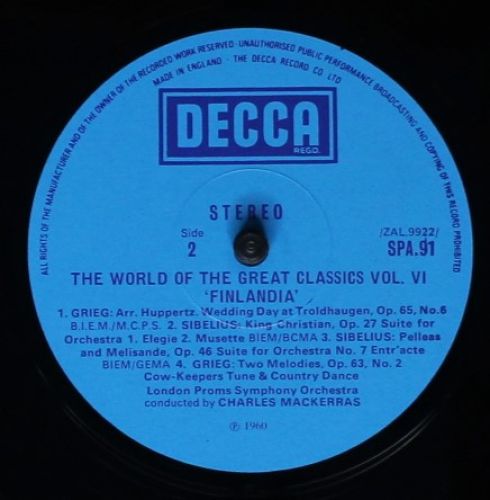 ALL RIGHTS OF THE MANUFACTURER AND OF THE OWNER OF THE RECORDED WORK RESERVED · UNAUTHORISED PUBLIC PERFORMANCE BROADCASTING AND COPYING OF THIS RECORD PROHIBITED
MADE IN ENGLAND · THE DECCA RECORD CO LTD
DECCA
REGD.
STEREO
Side
2
/ZAL.9922/
SPA.91
THE WORLD OF THE GREAT CLASSICS VOL. VI
'FINLANDIA'
1. GRIEG: Arr. Huppertz. Wedding Day at Troldhaugen, Op. 65, No.6
B.I.E.M./M.C.P.S. 2. SIBELIUS: King Christian, Op. 27 Suite for
Orchestra 1. Elegie 2. Musette BIEM/BCMA 3. SIBELIUS: Pelleas
and Melisande, Op. 46 Suite for Orchestra No. 7 Entr'acte
BIEM/GEMA 4. GRIEG: Two Melodies, Op. 63, No. 2
Cow-Keepers Tune & Country Dance
London Proms Symphony Orchestra
conducted by CHARLES MACKERRAS
℗ 1960